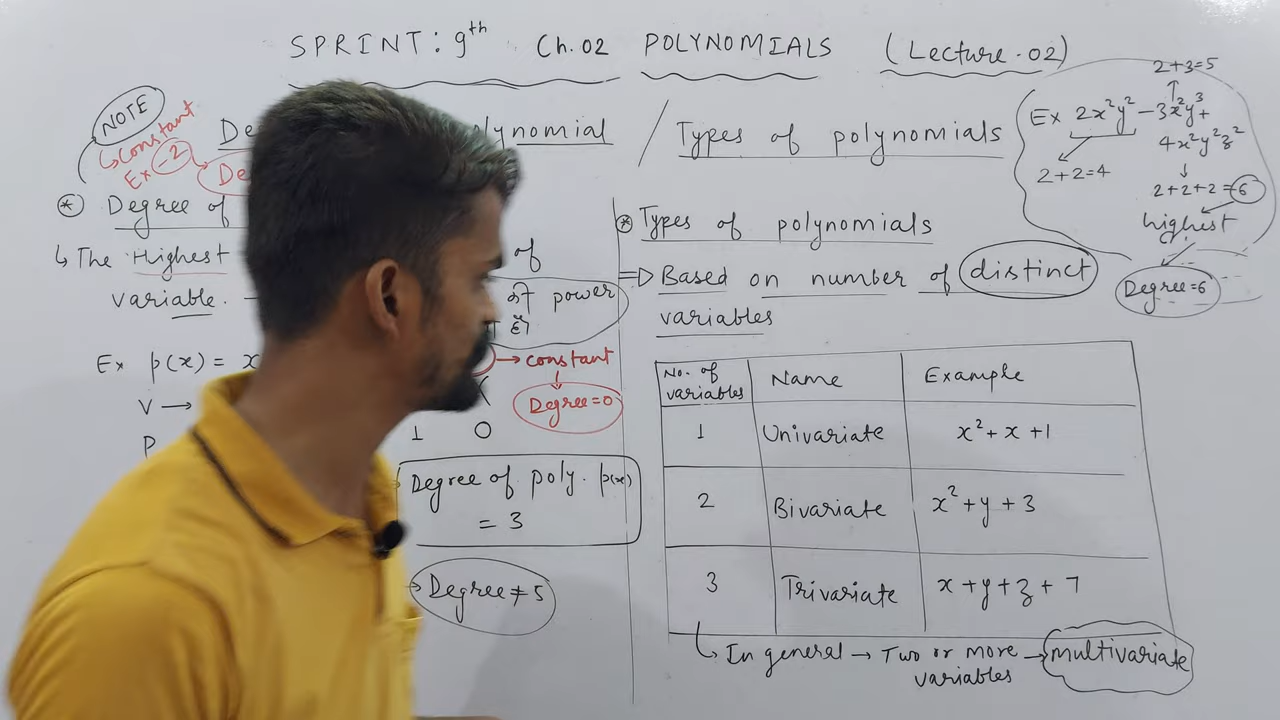 SPRINT: 9th Ch. 02 POLYNOMIALS (Lecture-02)
NOTE
↳ Constant
Ex -2 →
polynomial / Types of polynomials
⊛ Degree of
↳ The Highest of
variable.
की power
है
→ constant
Degree=0
Ex p(x) = x
V →
P
1 0
Degree of poly. p(x)
= 3
Degree ≠ 5
Ex 2x²y² - 3x²y³ +
2+3=5
4x²y²z²
2+2=4
2+2+2=6
highest
Degree=6
⊛ Types of polynomials
⇒ Based on number of distinct
variables
No. of variables Name Example
1 Univariate x² + x + 1
2 Bivariate x² + y + 3
3 Trivariate x + y + z + 7
↳ In general → Two or more variables → multivariate